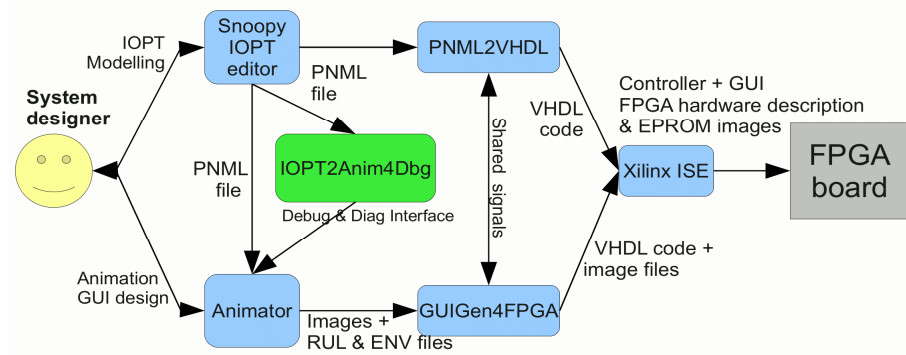 Snoopy
IOPT
editor
IOPT
Modelling
PNML2VHDL
PNML
file
System
designer
VHDL
code
Controller + GUI
FPGA hardware description
& EPROM images
Shared signals
PNML
file
IOPT2Anim4Dbg
Xilinx ISE
FPGA
board
Debug & Diag Interface
VHDL code +
image files
Animation
GUI design
Animator
Images +
RUL & ENV files
GUIGen4FPGA